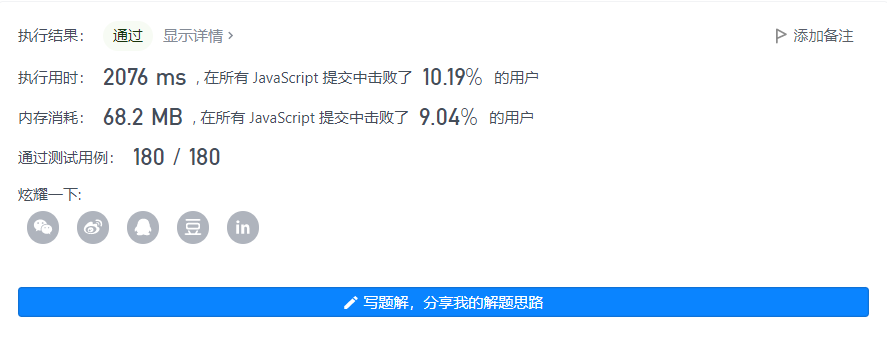 执行结果： 通过 显示详情 › 添加备注
执行用时： 2076 ms , 在所有 JavaScript 提交中击败了 10.19% 的用户
内存消耗： 68.2 MB , 在所有 JavaScript 提交中击败了 9.04% 的用户
通过测试用例： 180 / 180
炫耀一下:
豆 in
写题解，分享我的解题思路